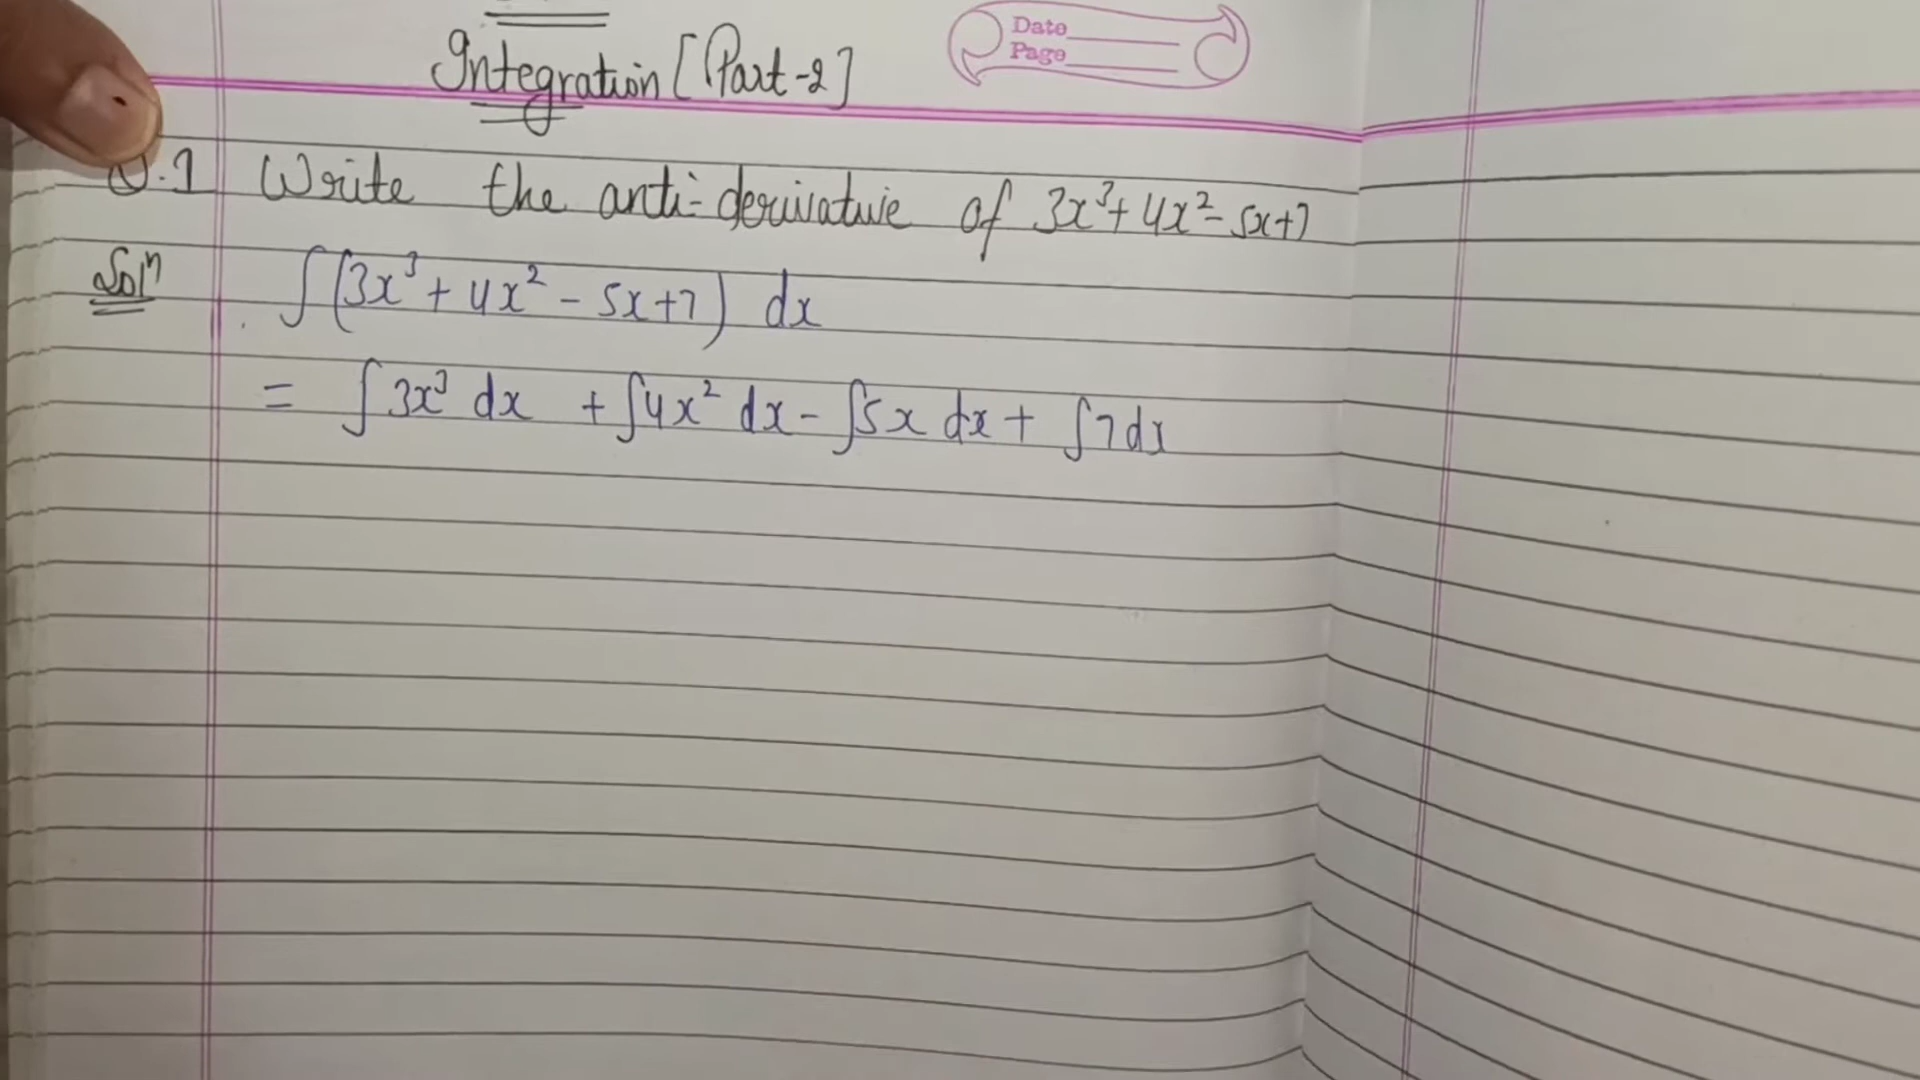 Integration [Part-2]
Date
Page
Q.1 Write the anti-derivative of 3x³+4x²-5x+7
Solⁿ ∫(3x³+4x²-5x+7) dx
= ∫3x³ dx + ∫4x² dx - ∫5x dx + ∫7dx